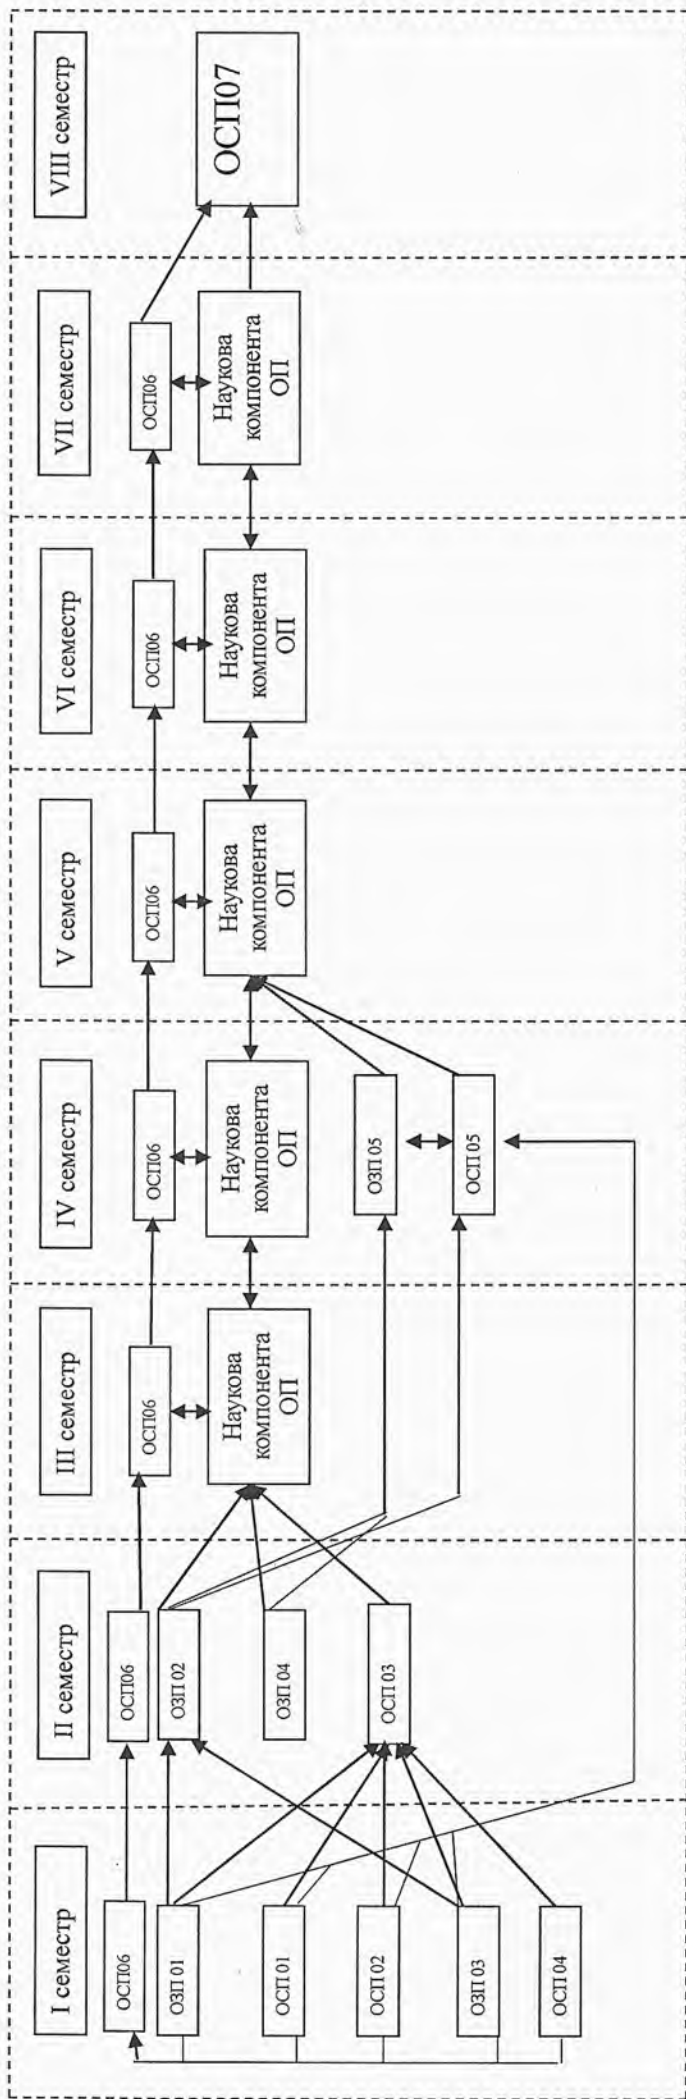 I семестр
II семестр
III семестр
IV семестр
V семестр
VI семестр
VII семестр
VIII семестр
ОСП06
ОЗП 01
ОСП 01
ОСП 02
ОЗП 03
ОСП 04
ОСП06
ОЗП 02
ОЗП 04
ОСП 03
ОСП06
Наукова
компонента
ОП
ОСП06
Наукова
компонента
ОП
ОЗП 05
ОСП 05
ОСП06
Наукова
компонента
ОП
ОСП06
Наукова
компонента
ОП
ОСП06
Наукова
компонента
ОП
ОСП07